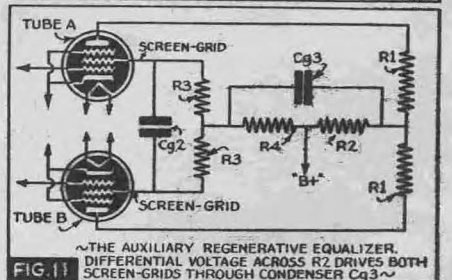 TUBE A
SCREEN-GRID
Cg3
R1
R3
Cg2
R4
R2
R3
"B+"
R1
TUBE B
SCREEN-GRID
FIG.11
~THE AUXILIARY REGENERATIVE EQUALIZER.
DIFFERENTIAL VOLTAGE ACROSS R2 DRIVES BOTH
SCREEN-GRIDS THROUGH CONDENSER Cg3~